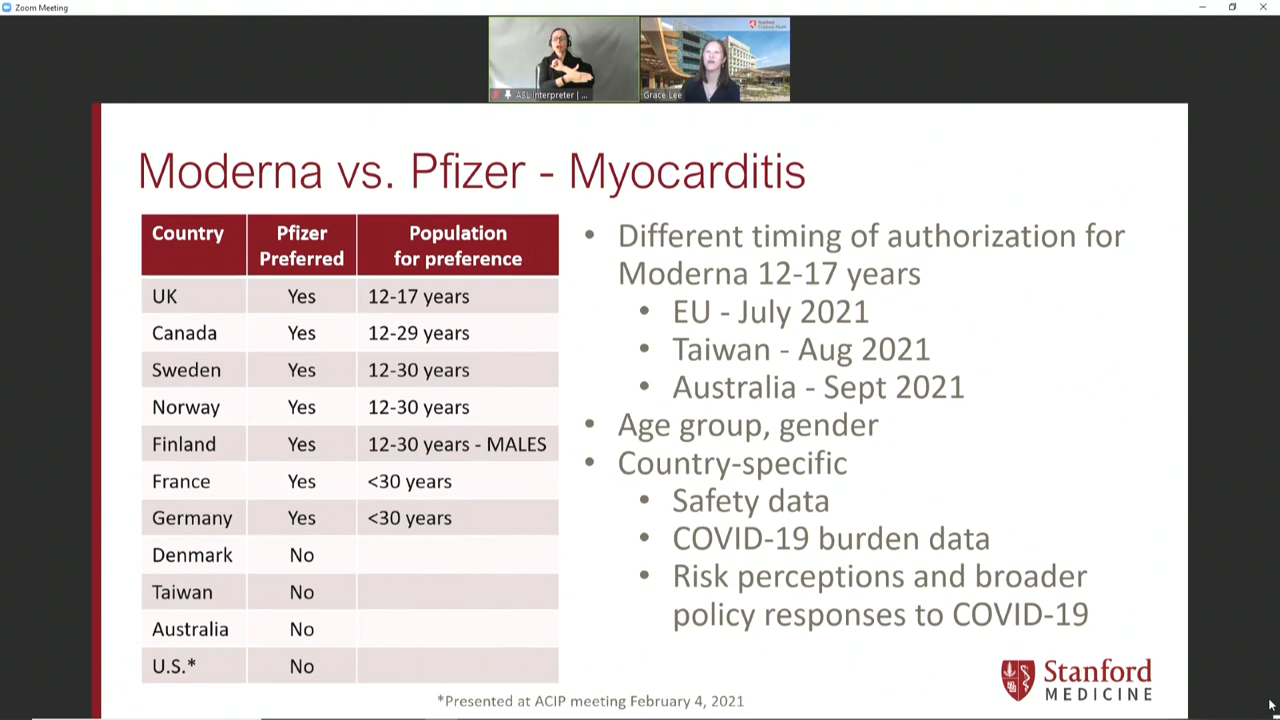 Zoom Meeting
Stanford
ASL Interpreter | ...
Grace Lee
Moderna vs. Pfizer - Myocarditis
Country Pfizer Preferred Population for preference
UK Yes 12-17 years
Canada Yes 12-29 years
Sweden Yes 12-30 years
Norway Yes 12-30 years
Finland Yes 12-30 years - MALES
France Yes <30 years
Germany Yes <30 years
Denmark No
Taiwan No
Australia No
U.S.* No
• Different timing of authorization for
Moderna 12-17 years
• EU - July 2021
• Taiwan - Aug 2021
• Australia - Sept 2021
• Age group, gender
• Country-specific
• Safety data
• COVID-19 burden data
• Risk perceptions and broader
policy responses to COVID-19
*Presented at ACIP meeting February 4, 2021
Stanford
MEDICINE